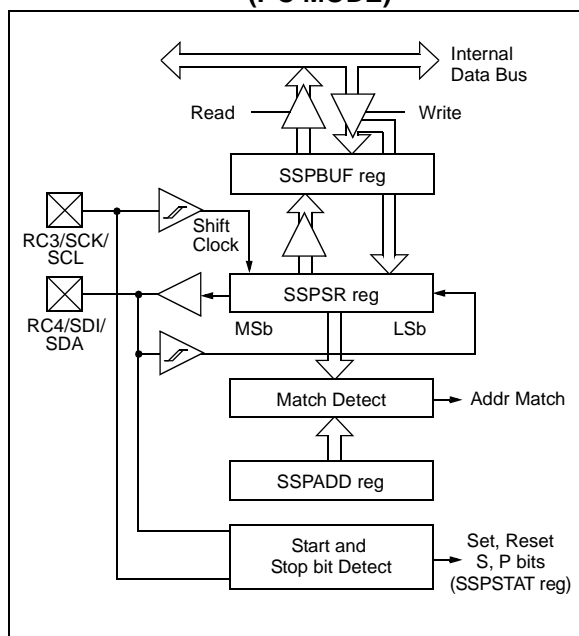 Internal
Data Bus
Read
Write
SSPBUF reg
RC3/SCK/
SCL
Shift
Clock
SSPSR reg
MSb
LSb
RC4/SDI/
SDA
Match Detect
Addr Match
SSPADD reg
Start and
Stop bit Detect
Set, Reset
S, P bits
(SSPSTAT reg)